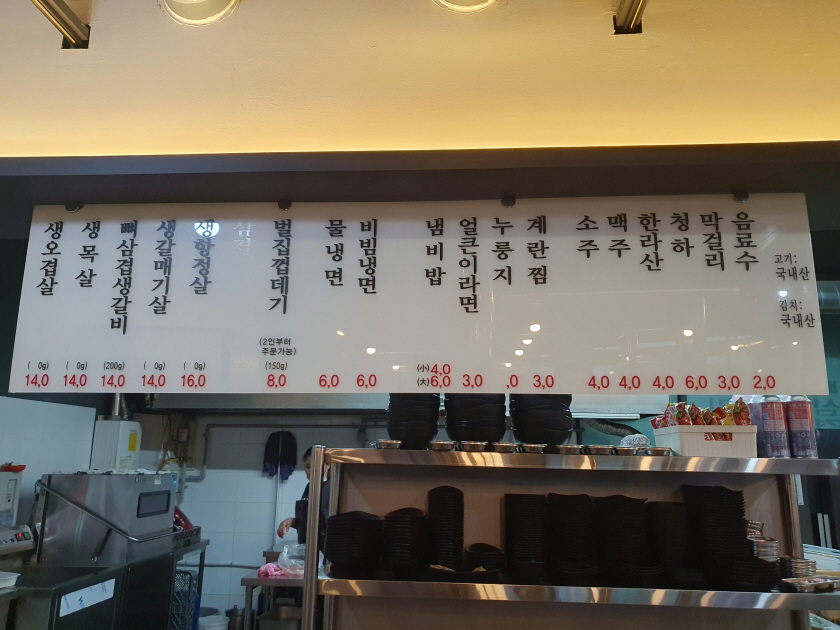 생오겹살
( 0g)
14,0
생목살
( 0g)
14,0
뼈삼겹생갈비
(200g)
14,0
생갈매기살
( 0g)
14,0
생항정살
( 0g)
16,0
벌집껍데기
(2인부터
주문가능)
(150g)
8,0
물냉면
6,0
비빔냉면
6,0
냄비밥
(小)4,0
(大)6,0
얼큰이라면
3,0
누룽지
,0
계란찜
3,0
소주
4,0
맥주
4,0
한라산
4,0
청하
6,0
막걸리
3,0
음료수
2,0
고기:
국내산
김치:
국내산